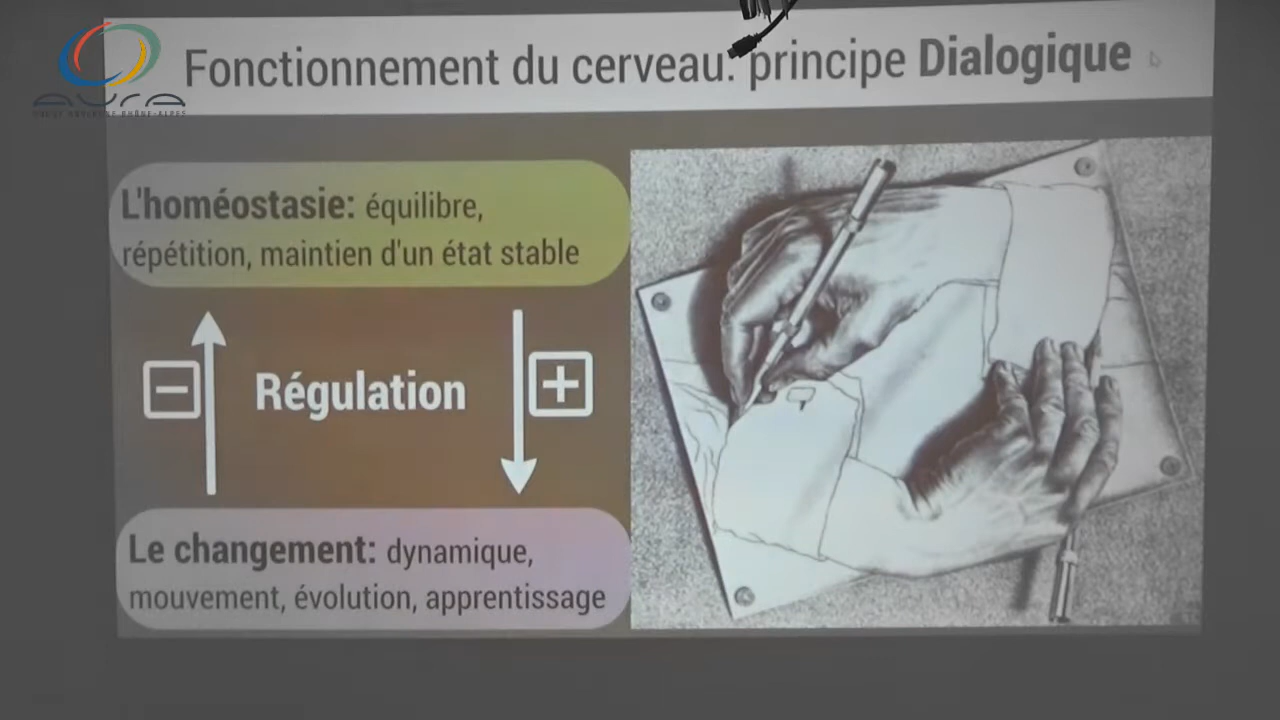 Fonctionnement du cerveau: principe Dialogique
aura
L'homéostasie: équilibre,
répétition, maintien d'un état stable
Régulation
Le changement: dynamique,
mouvement, évolution, apprentissage